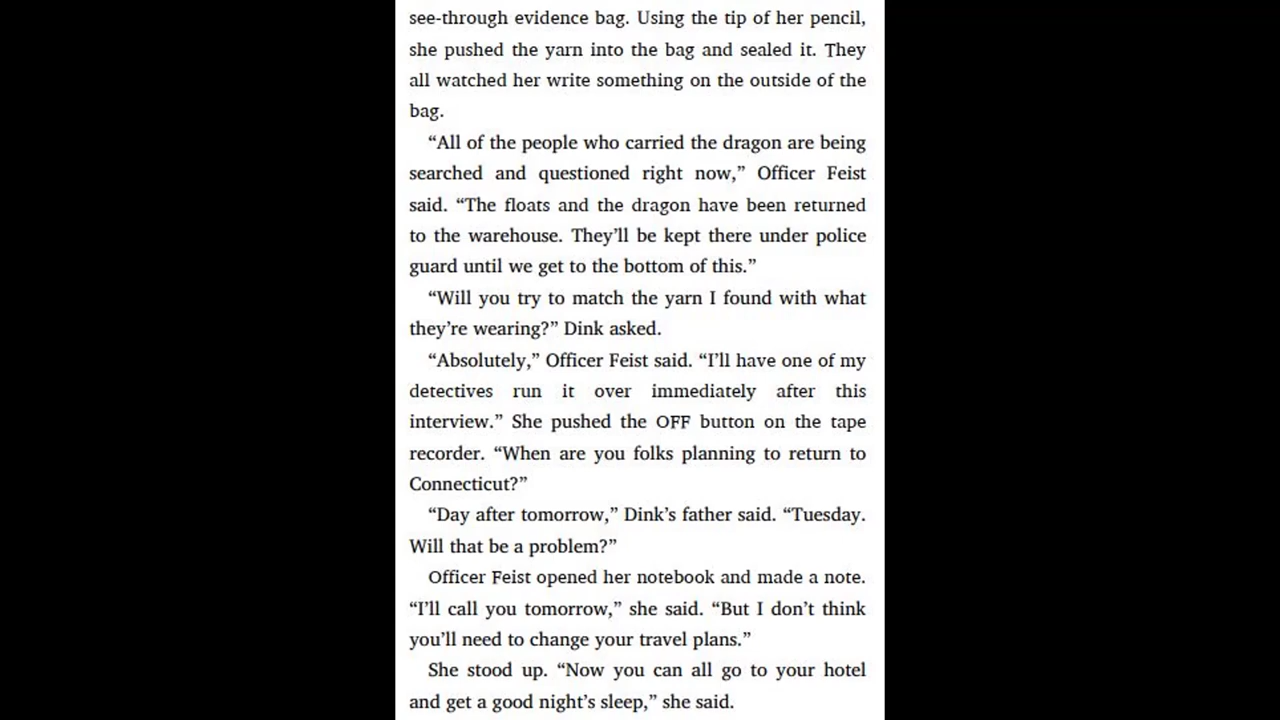 see-through evidence bag. Using the tip of her pencil,
she pushed the yarn into the bag and sealed it. They
all watched her write something on the outside of the
bag.
“All of the people who carried the dragon are being
searched and questioned right now,” Officer Feist
said. “The floats and the dragon have been returned
to the warehouse. They’ll be kept there under police
guard until we get to the bottom of this.”
“Will you try to match the yarn I found with what
they’re wearing?” Dink asked.
“Absolutely,” Officer Feist said. “I’ll have one of my
detectives run it over immediately after this
interview.” She pushed the OFF button on the tape
recorder. “When are you folks planning to return to
Connecticut?”
“Day after tomorrow,” Dink’s father said. “Tuesday.
Will that be a problem?”
Officer Feist opened her notebook and made a note.
“I’ll call you tomorrow,” she said. “But I don’t think
you’ll need to change your travel plans.”
She stood up. “Now you can all go to your hotel
and get a good night’s sleep,” she said.